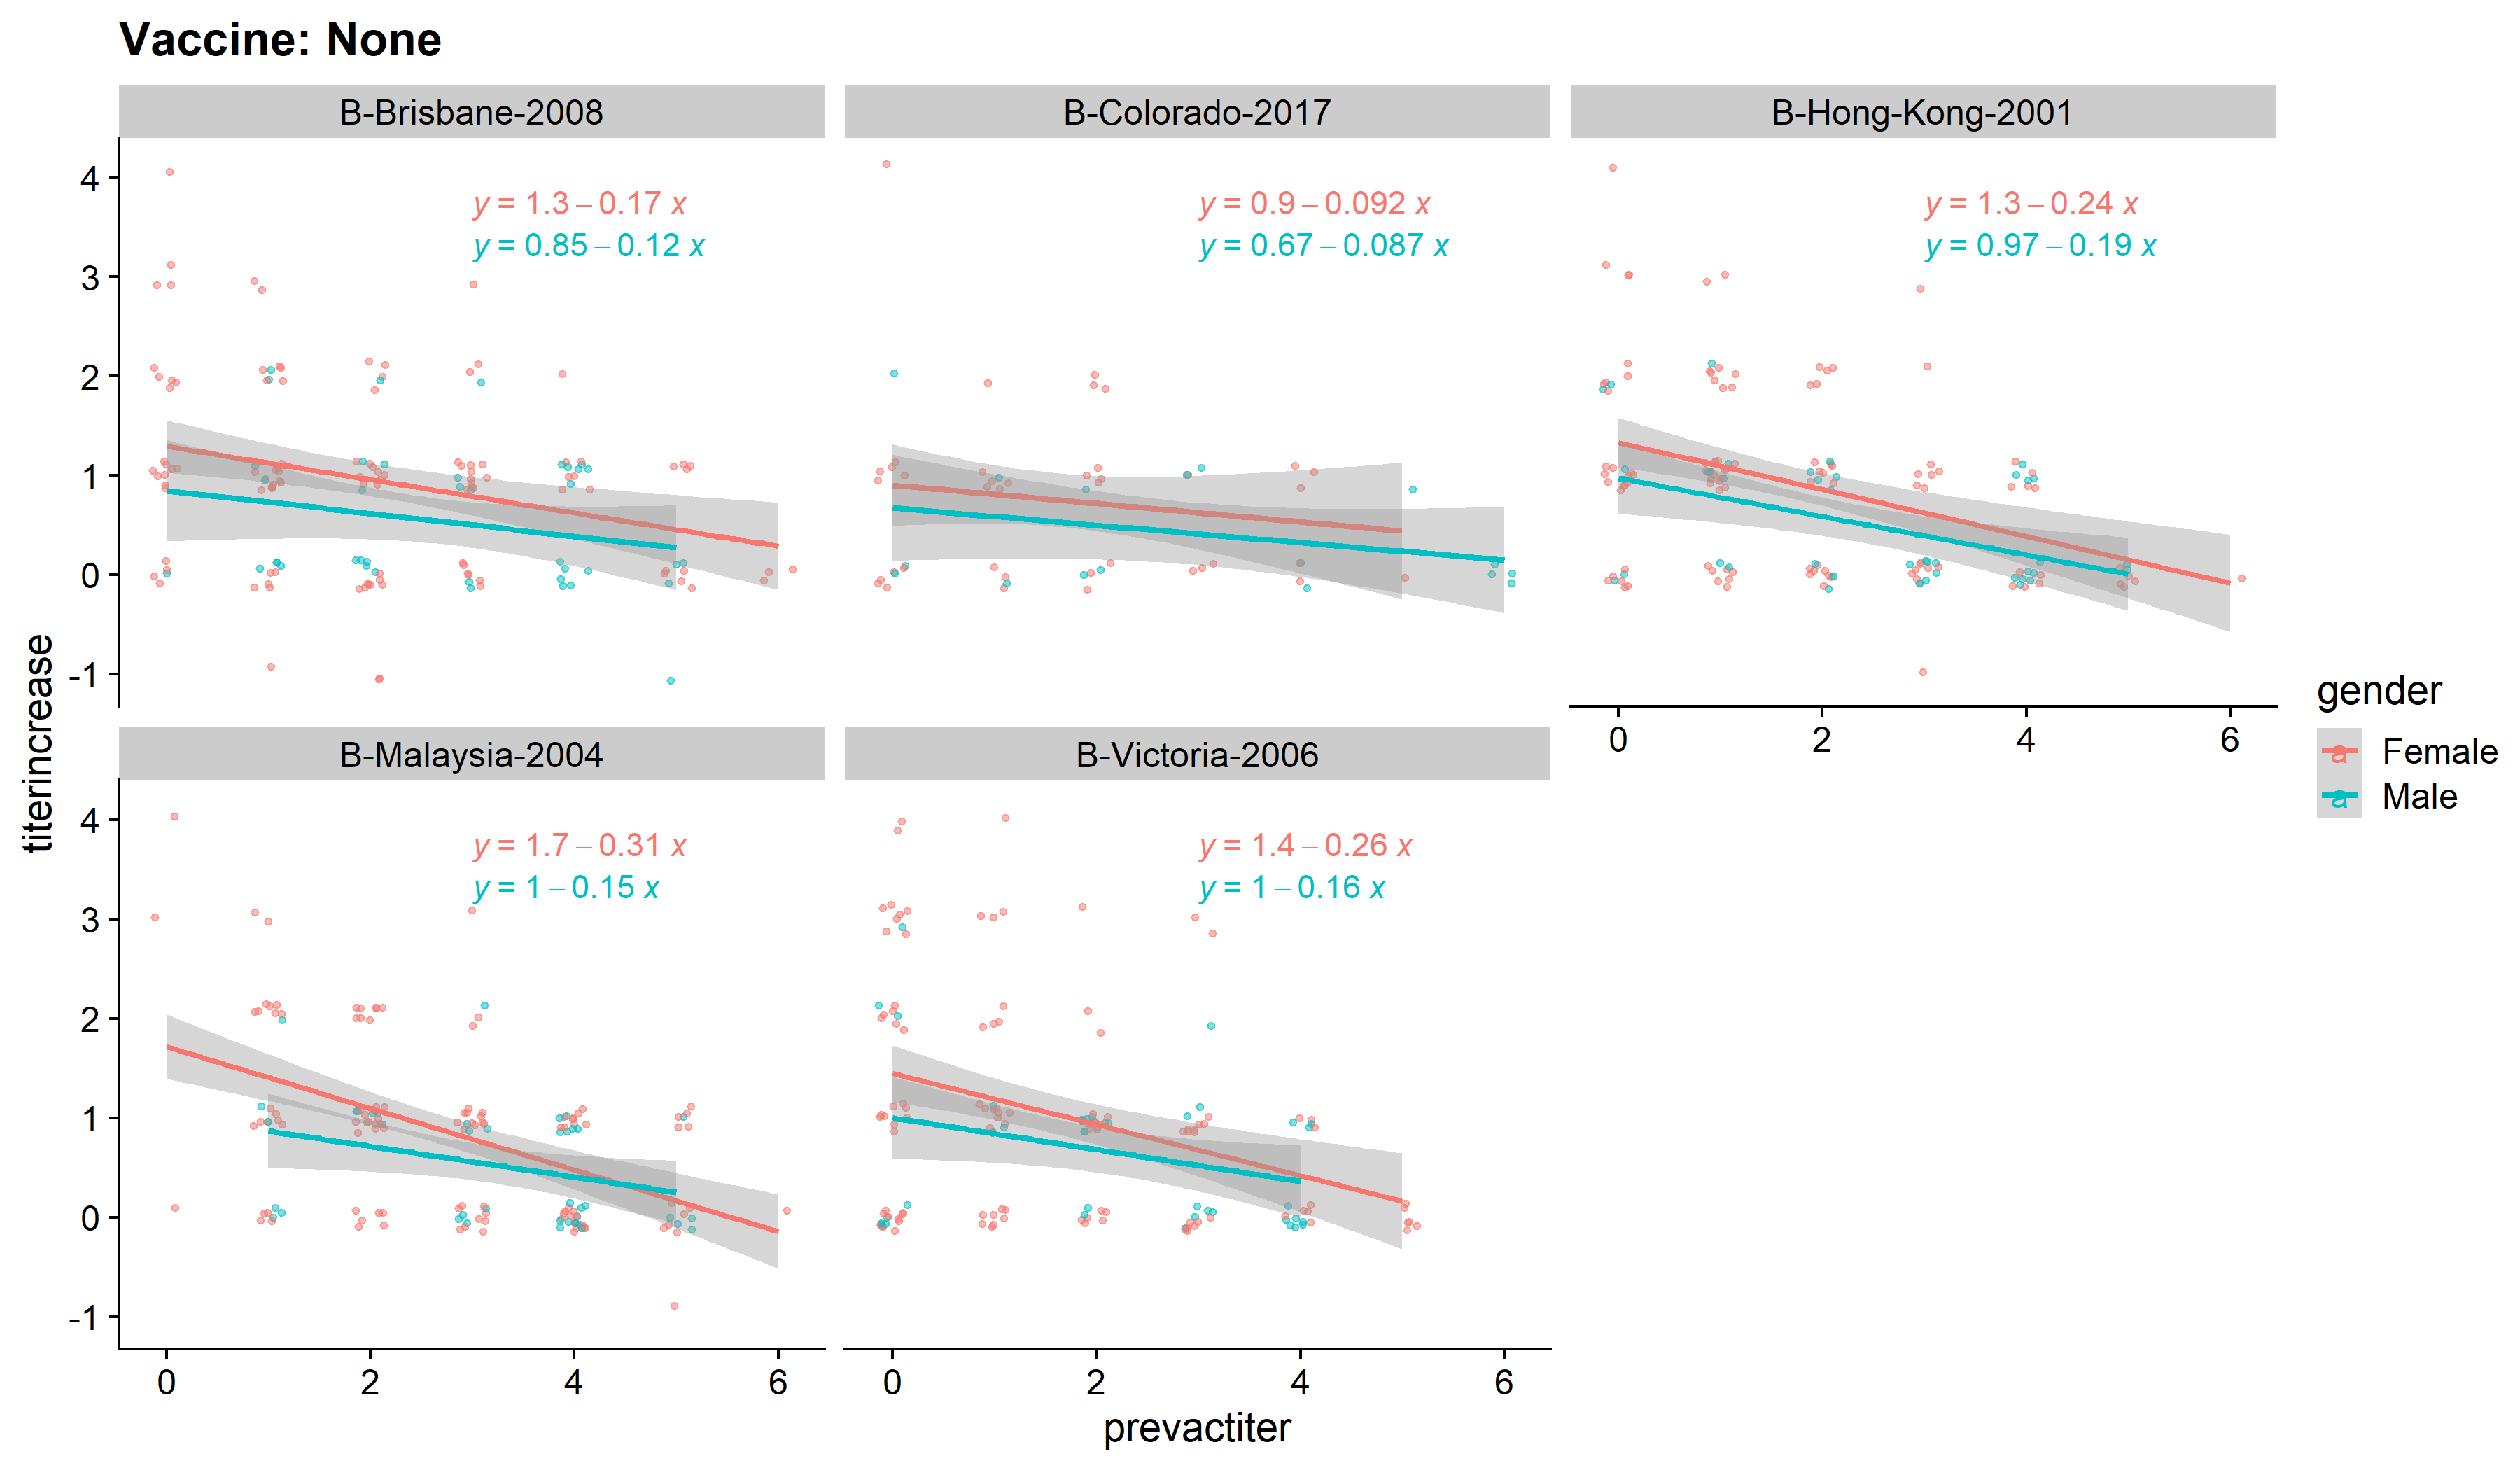 Vaccine: None
B-Brisbane-2008
B-Colorado-2017
B-Hong-Kong-2001
4
3
2
1
0
-1
y = 1.3 – 0.17 x
y = 0.85 – 0.12 x
y = 0.9 – 0.092 x
y = 0.67 – 0.087 x
y = 1.3 – 0.24 x
y = 0.97 – 0.19 x
0 2 4 6
titerincrease
B-Malaysia-2004
B-Victoria-2006
4
3
2
1
0
-1
y = 1.7 – 0.31 x
y = 1 – 0.15 x
y = 1.4 – 0.26 x
y = 1 – 0.16 x
0 2 4 6
0 2 4 6
prevactiter
gender
a Female
a Male